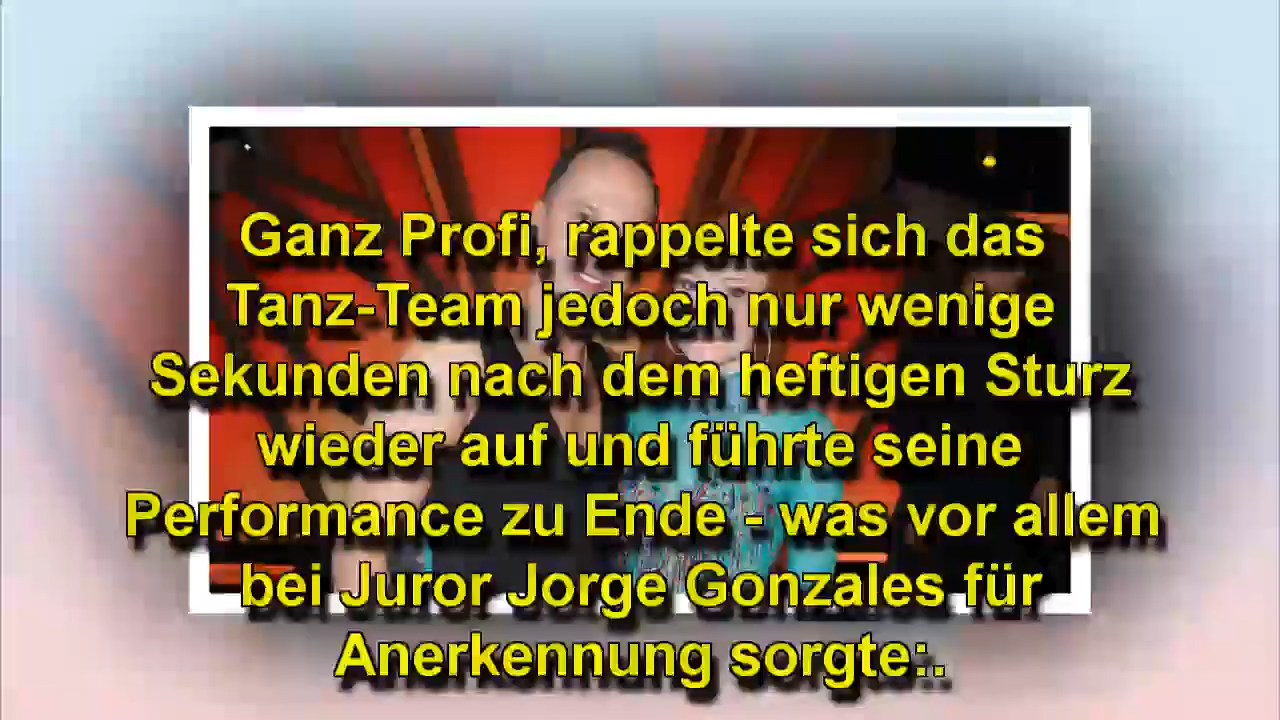 Ganz Profi, rappelte sich das
Tanz-Team jedoch nur wenige
Sekunden nach dem heftigen Sturz
wieder auf und führte seine
Performance zu Ende - was vor allem
bei Juror Jorge Gonzales für
Anerkennung sorgte:.